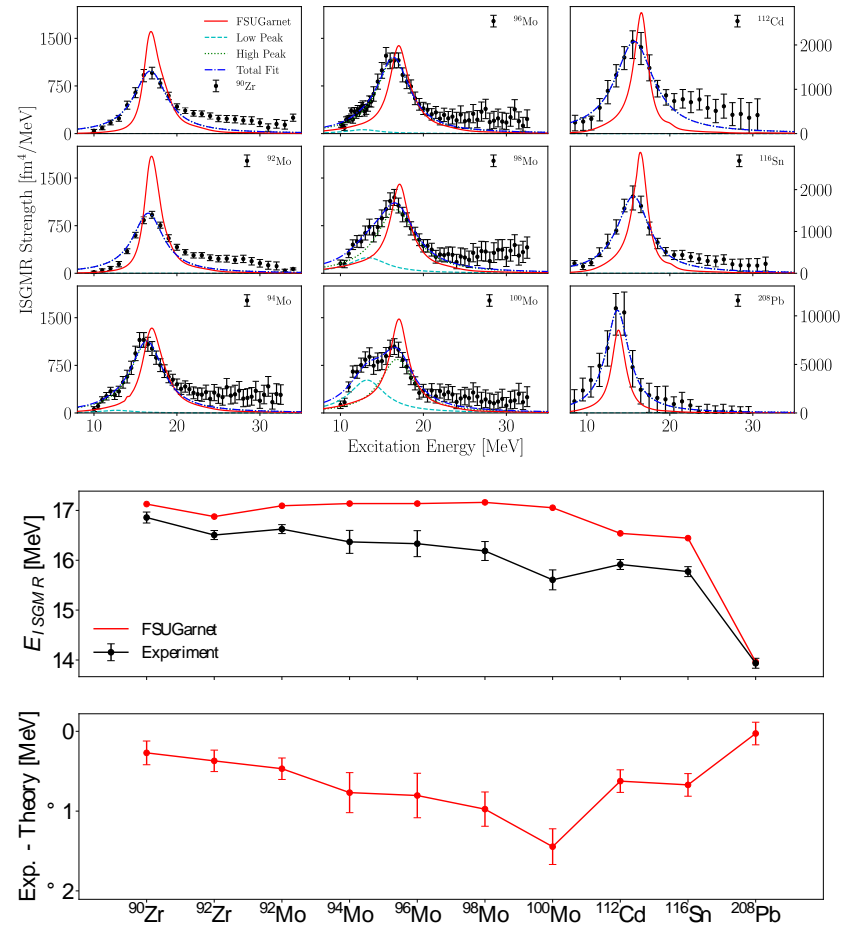 FSUGarnet
Low Peak
High Peak
Total Fit
⁹⁰Zr
⁹⁶Mo
¹¹²Cd
1500
750
0
2000
1000
0
⁹²Mo
⁹⁸Mo
¹¹⁶Sn
1500
750
0
2000
0
⁹⁴Mo
¹⁰⁰Mo
²⁰⁸Pb
1500
750
0
10000
5000
0
ISGMR Strength [fm⁴/MeV]
10 20 30 10 20 30 10 20 30
Excitation Energy [MeV]
17
16
15
14
E_ISGMR [MeV]
FSUGarnet
Experiment
0
° 1
° 2
Exp. - Theory [MeV]
⁹⁰Zr ⁹²Zr ⁹²Mo ⁹⁴Mo ⁹⁶Mo ⁹⁸Mo ¹⁰⁰Mo ¹¹²Cd ¹¹⁶Sn ²⁰⁸Pb